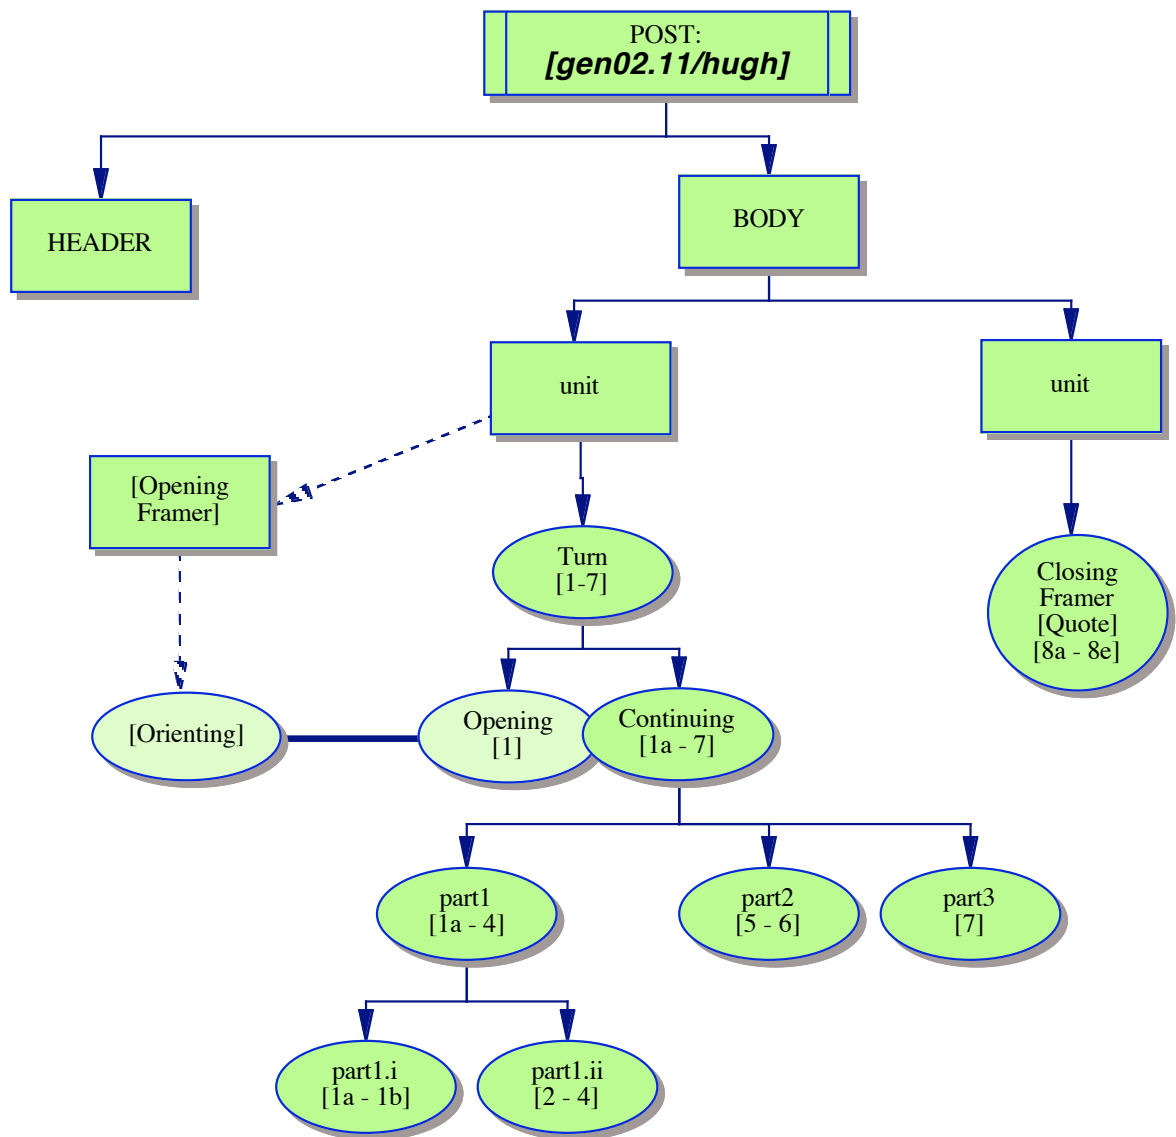 POST:
[gen02.11/hugh]
HEADER
BODY
unit
unit
[Opening
Framer]
Turn
[1-7]
Closing
Framer
[Quote]
[8a - 8e]
[Orienting]
Opening
[1]
Continuing
[1a - 7]
part1
[1a - 4]
part2
[5 - 6]
part3
[7]
part1.i
[1a - 1b]
part1.ii
[2 - 4]